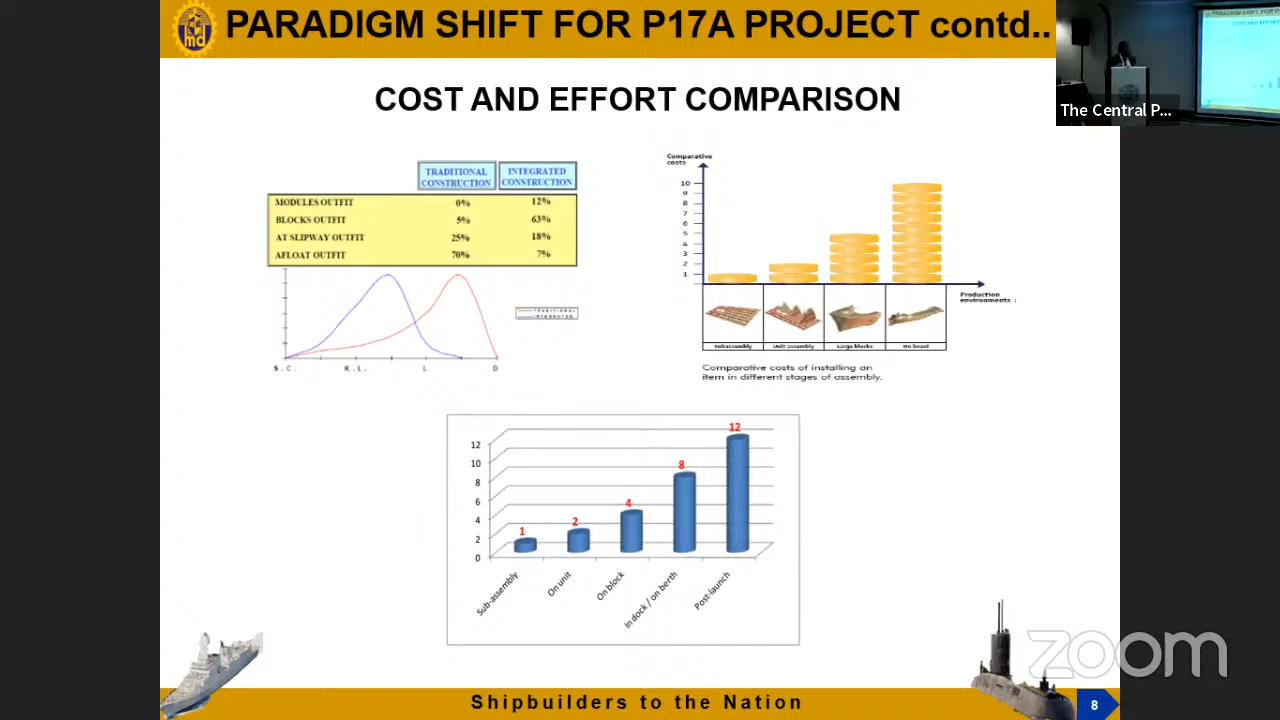 PARADIGM SHIFT FOR P17A PROJECT contd..
COST AND EFFORT
The Central P...
COST AND EFFORT COMPARISON
TRADITIONAL CONSTRUCTION
INTEGRATED CONSTRUCTION
MODULES OUTFIT 0% 12%
BLOCKS OUTFIT 5% 63%
AT SLIPWAY OUTFIT 25% 18%
AFLOAT OUTFIT 70% 7%
TRADITIONAL
INTEGRATED
S.C. K.L. L D
Comparative
costs
10
9
8
7
6
5
4
3
2
1
Production
environments :
Subassembly Unit assembly Large blocks On board
Comparative costs of installing an
item in different stages of assembly.
12
10
8
6
4
2
0
1 2 4 8 12
Sub-assembly
On unit
On block
In dock / on berth
Post-launch
zoom
Shipbuilders to the Nation
8